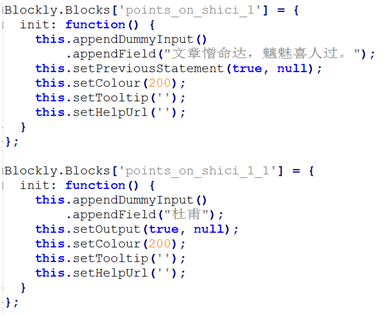 Blockly.Blocks['points_on_shici_1'] = {
init: function() {
this.appendDummyInput()
.appendField("文章憎命达，魑魅喜人过。");
this.setPreviousStatement(true, null);
this.setColour(200);
this.setTooltip('');
this.setHelpUrl('');
}
};
Blockly.Blocks['points_on_shici_1_1'] = {
init: function() {
this.appendDummyInput()
.appendField("杜甫");
this.setOutput(true, null);
this.setColour(200);
this.setTooltip('');
this.setHelpUrl('');
}
};